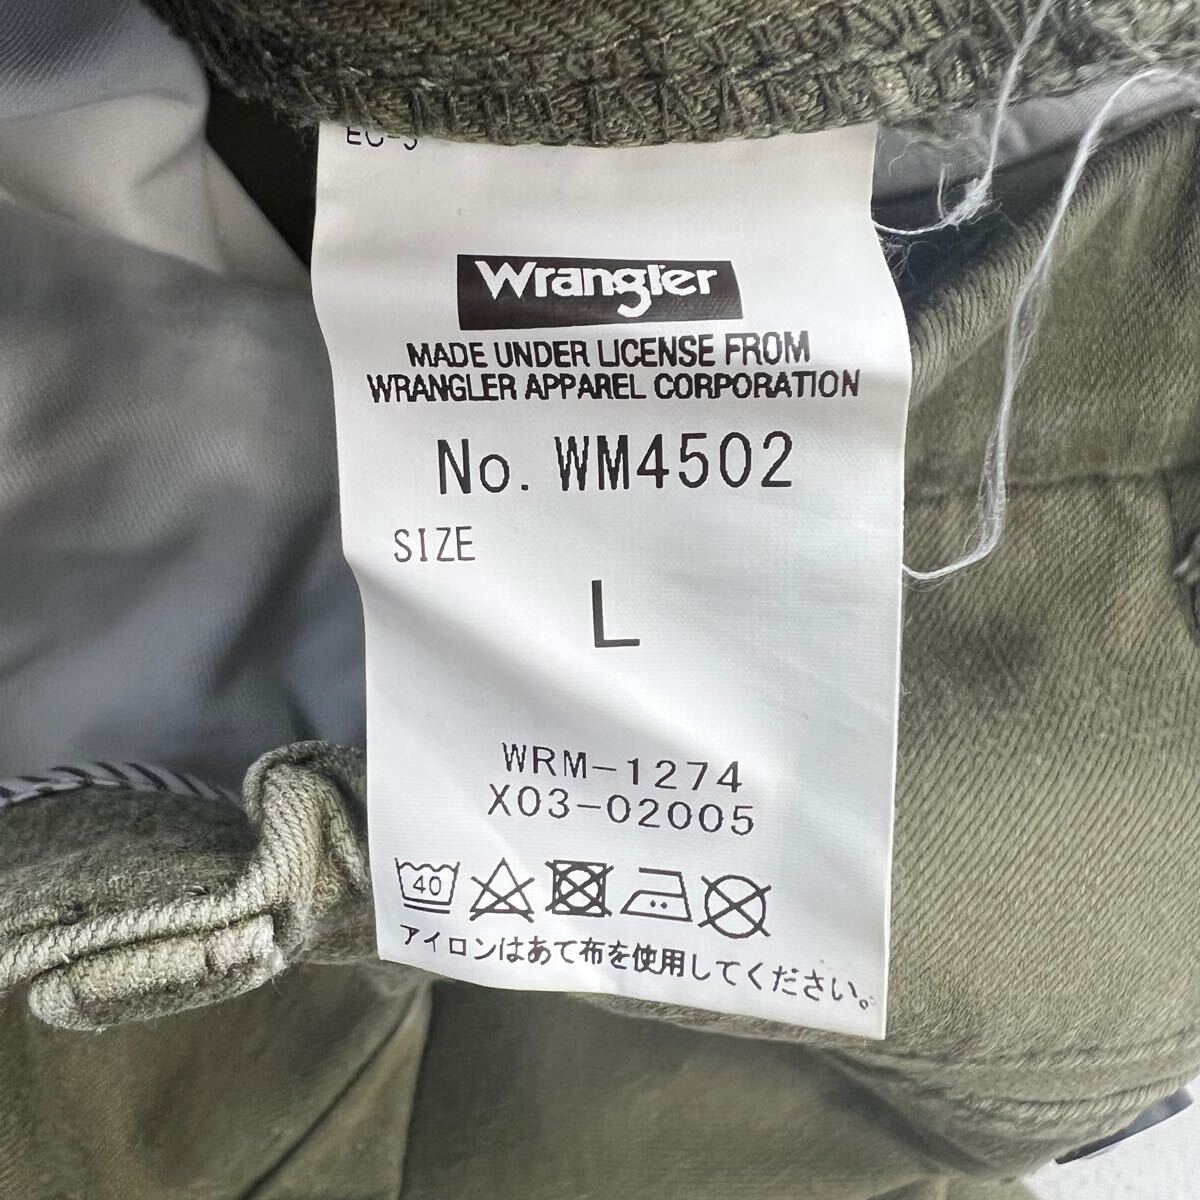 Wrangler
MADE UNDER LICENSE FROM
WRANGLER APPAREL CORPORATION
No. WM4502
SIZE
L
WRM-1274
X03-02005
40
アイロンはあて布を使用してください。